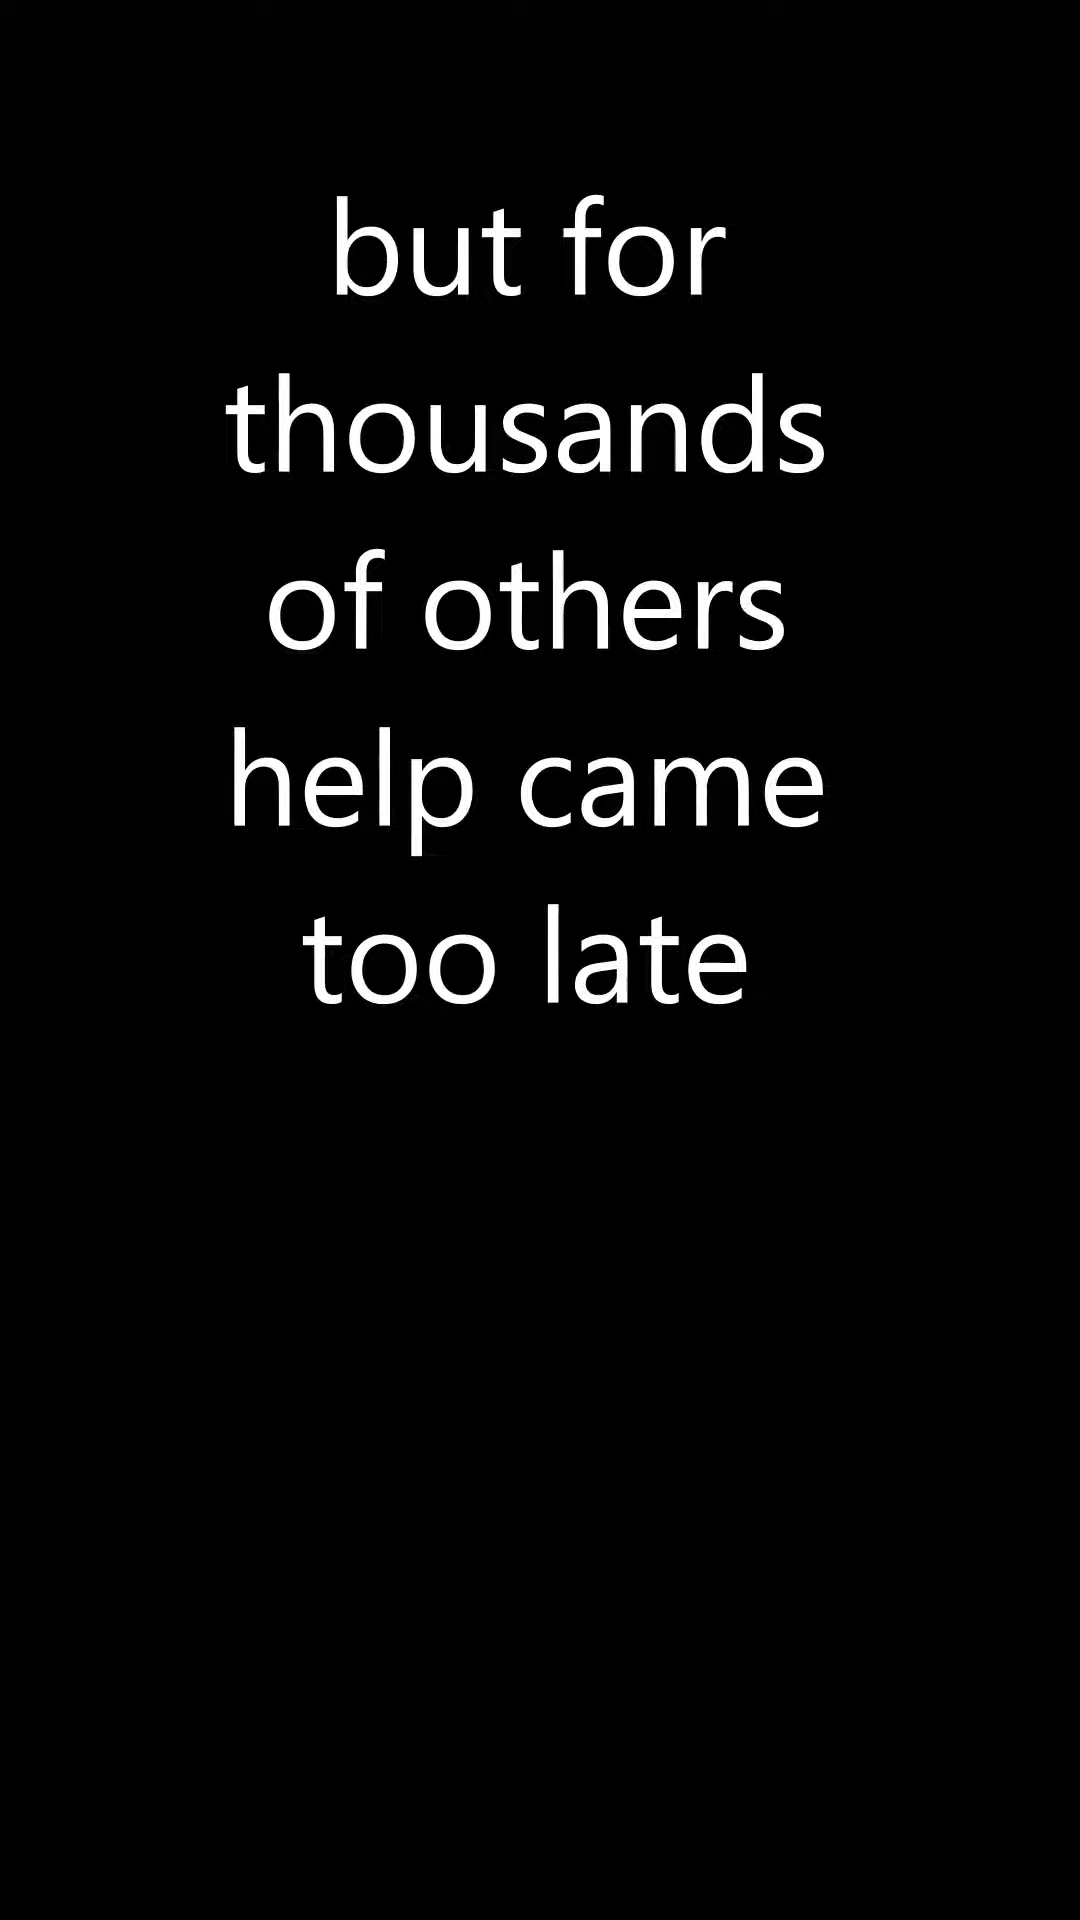 but for
thousands
of others
help came
too late